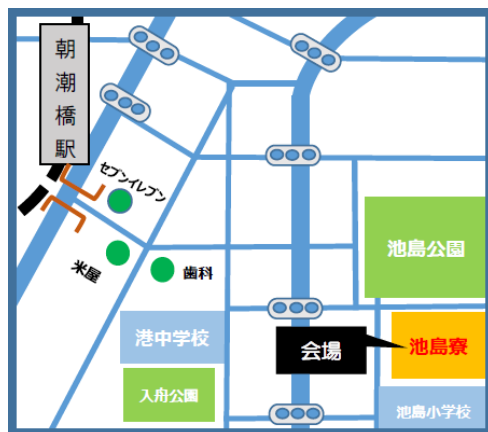 朝潮橋駅
セブンイレブン
米屋
歯科
池島公園
港中学校
会場
池島寮
入舟公園
池島小学校